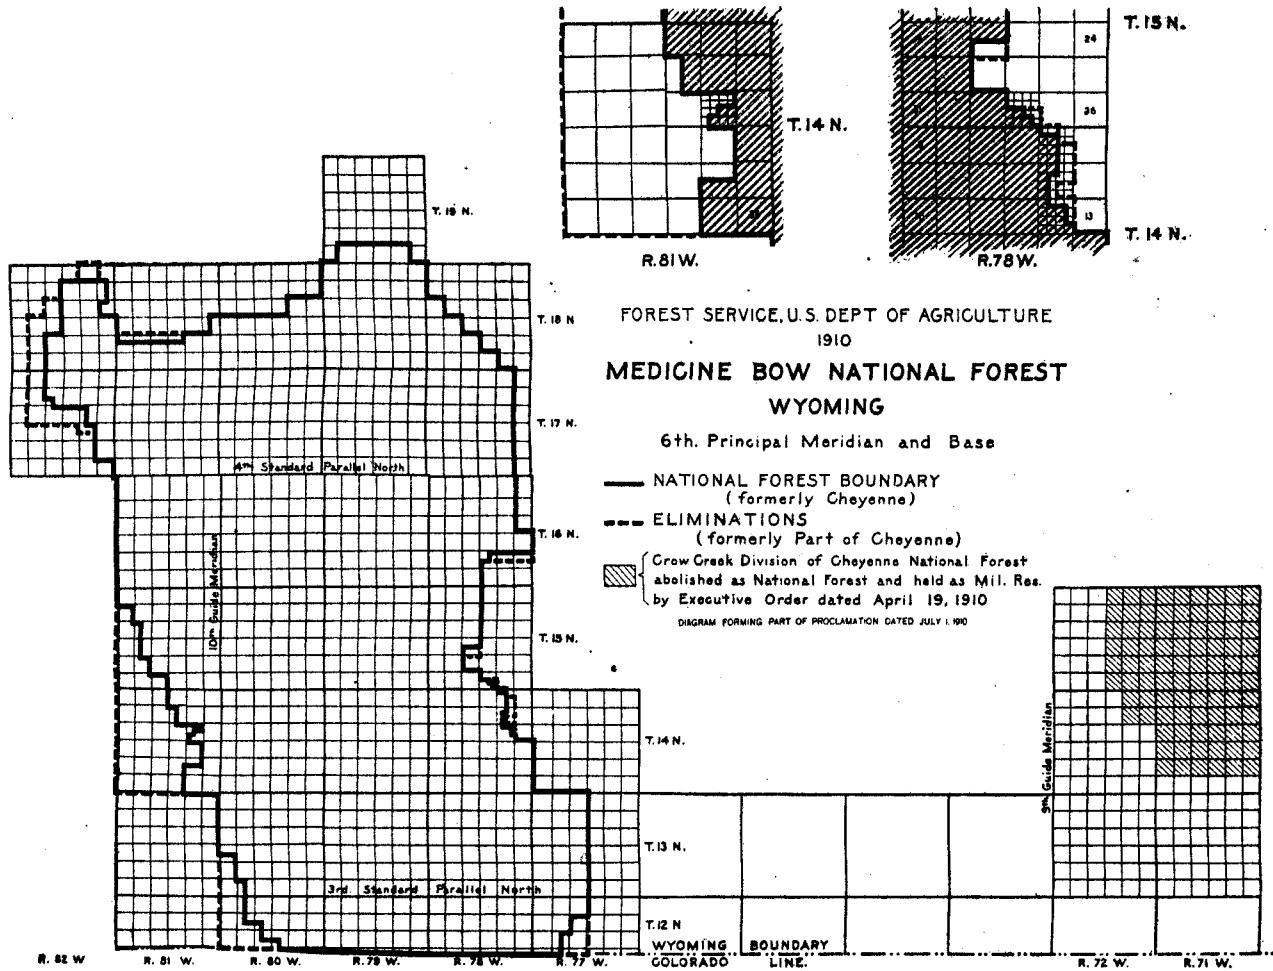 T. 15 N.
24
36
T. 14 N.
13
T. 14 N.
R. 81 W.
R. 78 W.
T. 19 N.
FOREST SERVICE, U.S. DEPT OF AGRICULTURE
1910
MEDICINE BOW NATIONAL FOREST
WYOMING
6th. Principal Meridian and Base
NATIONAL FOREST BOUNDARY
(formerly Cheyenne)
ELIMINATIONS
(formerly Part of Cheyenne)
Crow Creek Division of Cheyenne National Forest
abolished as National Forest and held as Mil. Res.
by Executive Order dated April 19, 1910
DIAGRAM FORMING PART OF PROCLAMATION DATED JULY 1, 1910
T. 18 N
T. 17 N.
4th Standard Parallel North
T. 16 N.
10th Guide Meridian
T. 15 N.
6
T. 14 N.
9th Guide Meridian
T. 13 N.
3rd. Standard Parallel North
T. 12 N
WYOMING BOUNDARY
COLORADO LINE.
R. 82 W
R. 81 W.
R. 80 W.
R. 79 W.
R. 78 W.
R. 77 W.
R. 72 W.
R. 71 W.